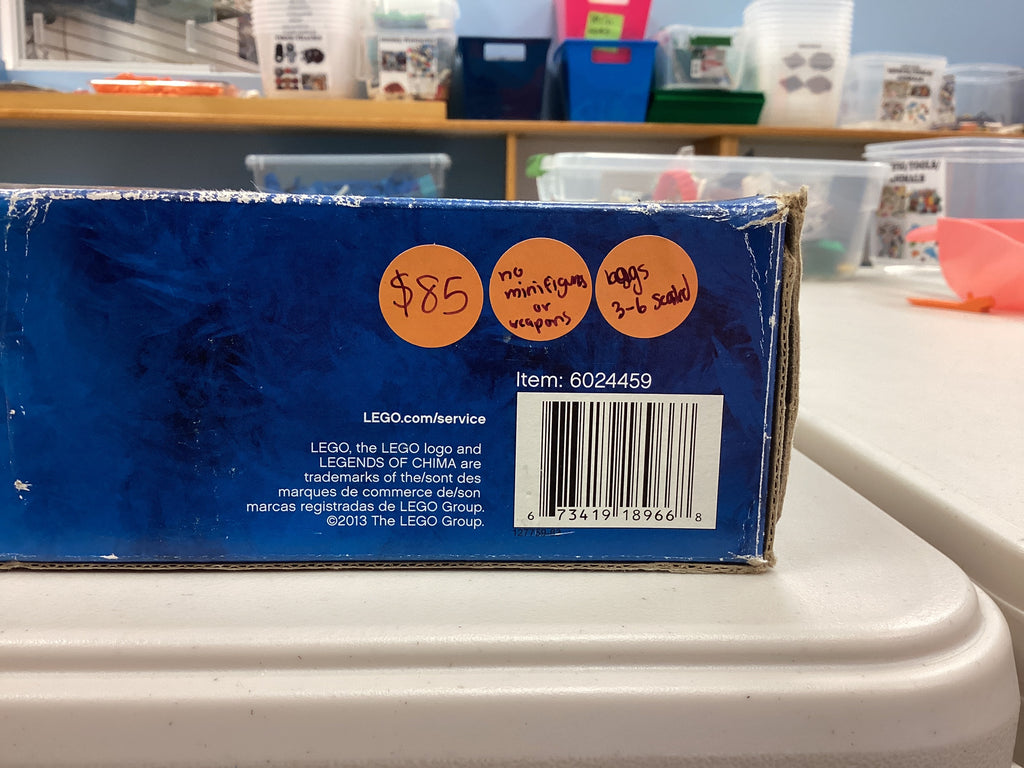 $85
no
minifigures
or
weapons
baggs
3-6 sealed
Item: 6024459
LEGO.com/service
LEGO, the LEGO logo and
LEGENDS OF CHIMA are
trademarks of the/sont des
marques de commerce de/son
marcas registradas de LEGO Group.
©2013 The LEGO Group.
6 73419 18966 8